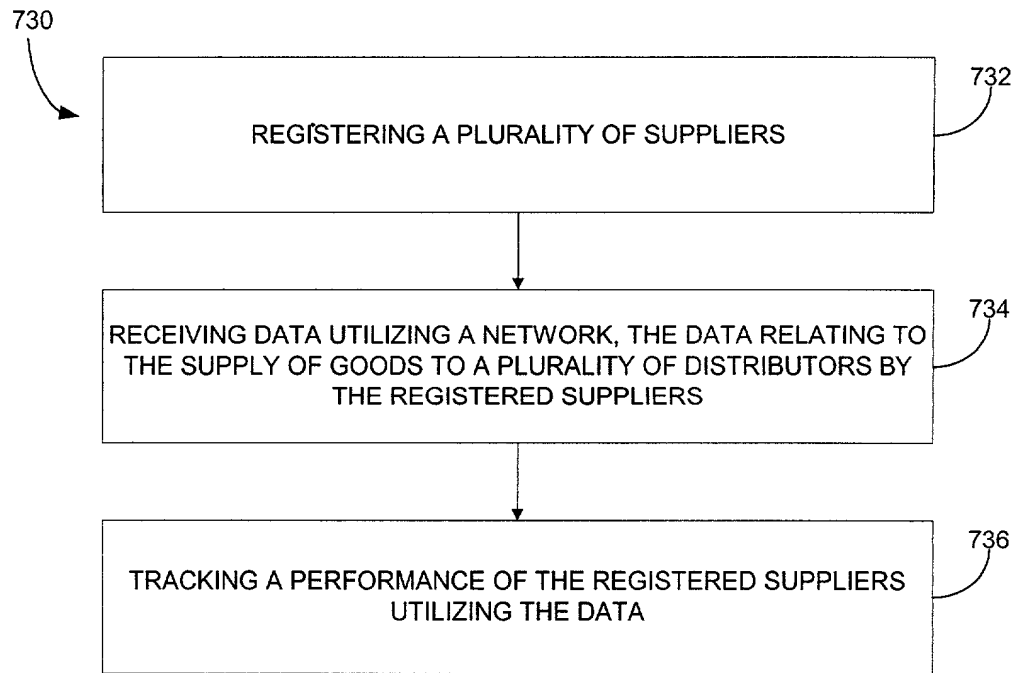 730
732
REGISTERING A PLURALITY OF SUPPLIERS
734
RECEIVING DATA UTILIZING A NETWORK, THE DATA RELATING TO
THE SUPPLY OF GOODS TO A PLURALITY OF DISTRIBUTORS BY
THE REGISTERED SUPPLIERS
736
TRACKING A PERFORMANCE OF THE REGISTERED SUPPLIERS
UTILIZING THE DATA